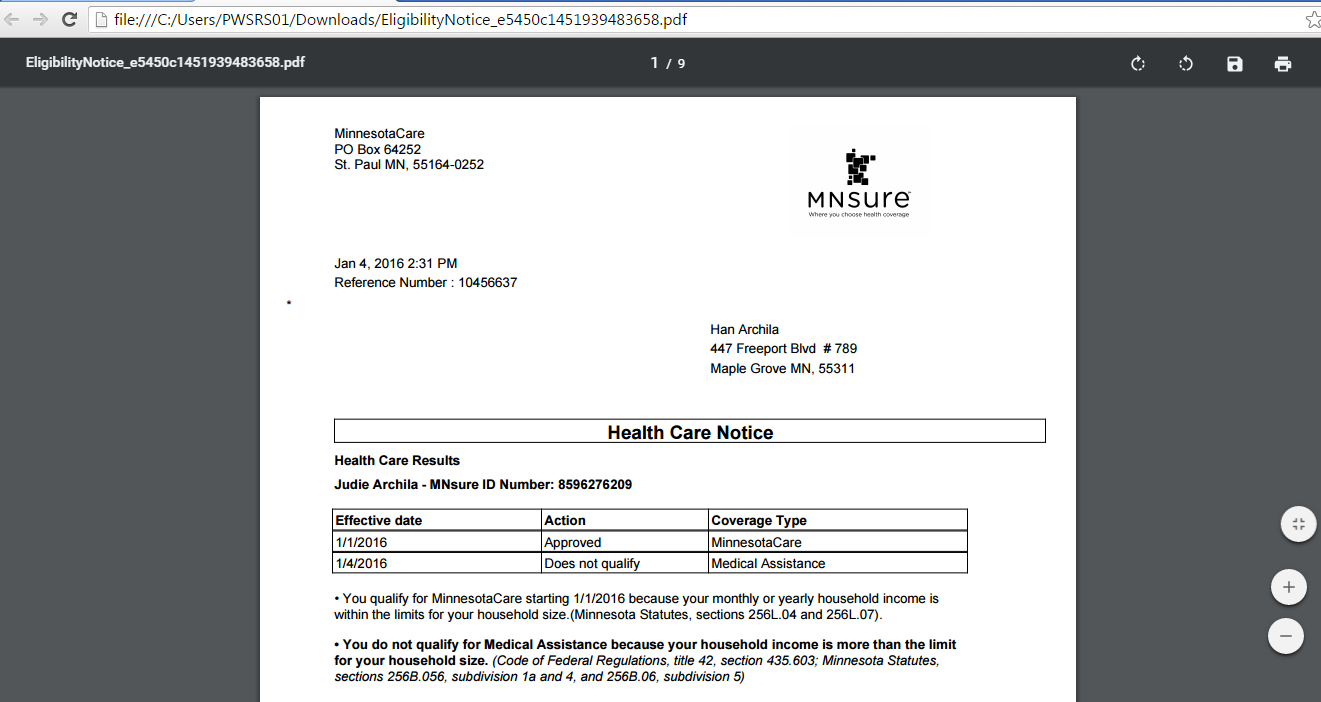 file:///C:/Users/PWSRS01/Downloads/EligibilityNotice_e5450c1451939483658.pdf
EligibilityNotice_e5450c1451939483658.pdf 1 / 9
MinnesotaCare
PO Box 64252
St. Paul MN, 55164-0252
MNsure™
Where you choose health coverage
Jan 4, 2016 2:31 PM
Reference Number : 10456637
Han Archila
447 Freeport Blvd # 789
Maple Grove MN, 55311
Health Care Notice
Health Care Results
Judie Archila - MNsure ID Number: 8596276209
Effective date Action Coverage Type
1/1/2016 Approved MinnesotaCare
1/4/2016 Does not qualify Medical Assistance
• You qualify for MinnesotaCare starting 1/1/2016 because your monthly or yearly household income is
within the limits for your household size.(Minnesota Statutes, sections 256L.04 and 256L.07).
• You do not qualify for Medical Assistance because your household income is more than the limit
for your household size. (Code of Federal Regulations, title 42, section 435.603; Minnesota Statutes,
sections 256B.056, subdivision 1a and 4, and 256B.06, subdivision 5)